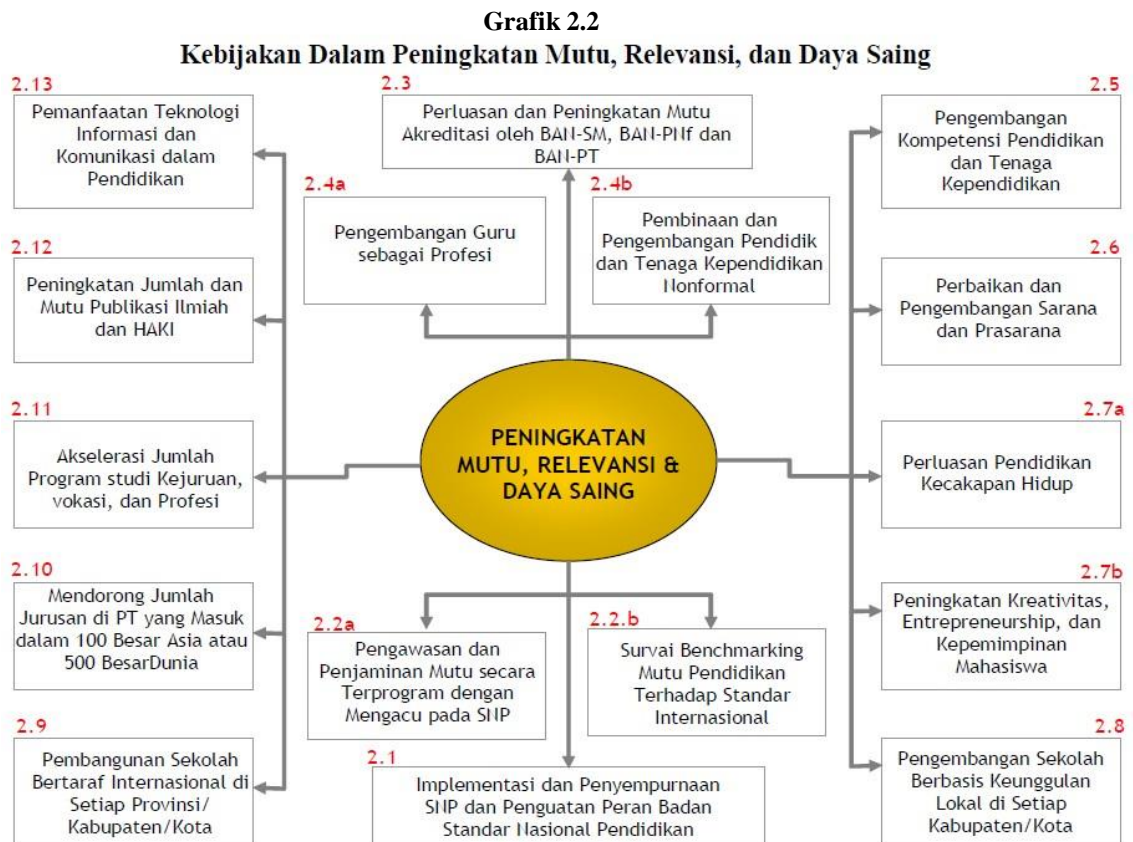 Grafik 2.2
Kebijakan Dalam Peningkatan Mutu, Relevansi, dan Daya Saing
2.13
Pemanfaatan Teknologi
Informasi dan
Komunikasi dalam
Pendidikan
2.3
Perluasan dan Peningkatan Mutu
Akreditasi oleh BAN-SM, BAN-PNf dan
BAN-PT
2.5
Pengembangan
Kompetensi Pendidikan
dan Tenaga
Kependidikan
2.4a
Pengembangan Guru
sebagai Profesi
2.4b
Pembinaan dan
Pengembangan Pendidik
dan Tenaga Kependidikan
Nonformal
2.12
Peningkatan Jumlah dan
Mutu Publikasi Ilmiah
dan HAKI
2.6
Perbaikan dan
Pengembangan Sarana
dan Prasarana
2.11
Akselerasi Jumlah
Program studi Kejuruan,
vokasi, dan Profesi
PENINGKATAN
MUTU, RELEVANSI &
DAYA SAING
2.7a
Perluasan Pendidikan
Kecakapan Hidup
2.10
Mendorong Jumlah
Jurusan di PT yang Masuk
dalam 100 Besar Asia atau
500 BesarDunia
2.2a
Pengawasan dan
Penjaminan Mutu secara
Terprogram dengan
Mengacu pada SNP
2.2.b
Survai Benchmarking
Mutu Pendidikan
Terhadap Standar
Internasional
2.7b
Peningkatan Kreativitas,
Entrepreneurship, dan
Kepemimpinan
Mahasiswa
2.9
Pembangunan Sekolah
Bertaraf Internasional di
Setiap Provinsi/
Kabupaten/Kota
2.1
Implementasi dan Penyempurnaan
SNP dan Penguatan Peran Badan
Standar Nasional Pendidikan
2.8
Pengembangan Sekolah
Berbasis Keunggulan
Lokal di Setiap
Kabupaten/Kota